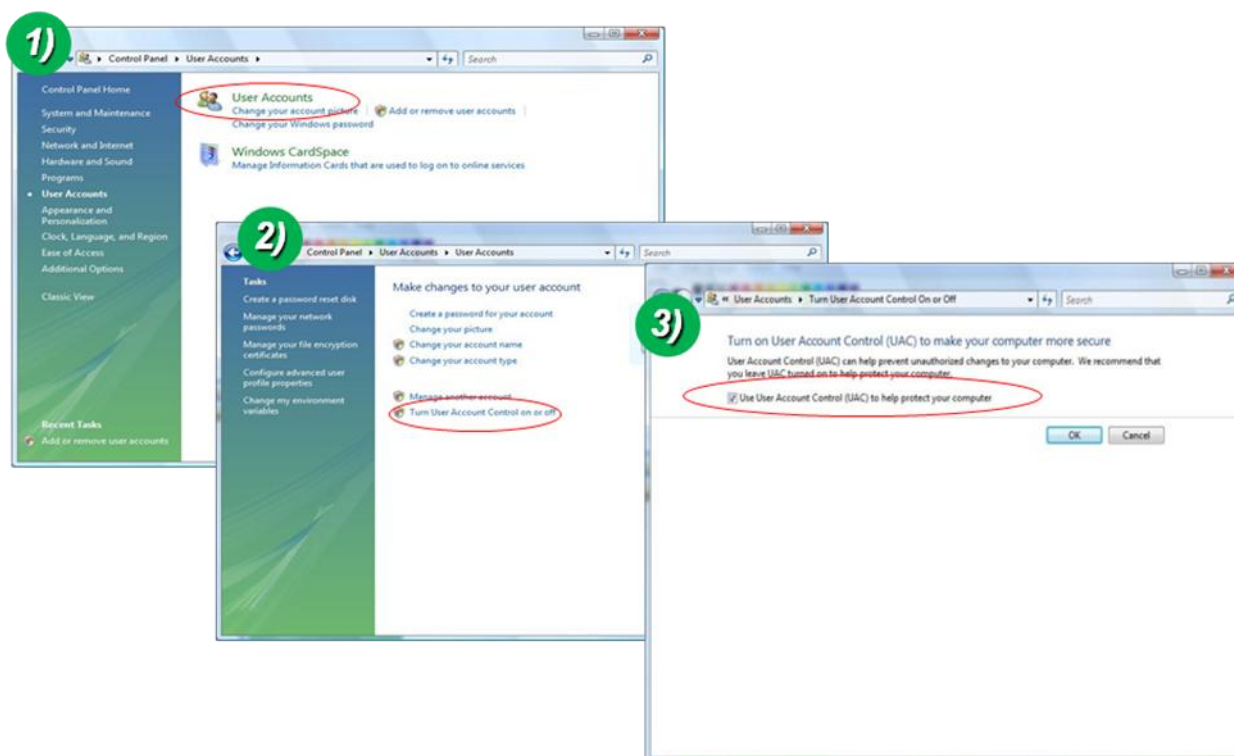 1)
Control Panel ▸ User Accounts ▸
Search
Control Panel Home
System and Maintenance
Security
Network and Internet
Hardware and Sound
Programs
User Accounts
Appearance and
Personalization
Clock, Language, and Region
Ease of Access
Additional Options
Classic View
Recent Tasks
Add or remove user accounts
User Accounts
Change your account picture
Add or remove user accounts
Change your Windows password
Windows CardSpace
Manage Information Cards that are used to log on to online services
2)
Control Panel ▸ User Accounts ▸ User Accounts
Search
Tasks
Create a password reset disk
Manage your network
passwords
Manage your file encryption
certificates
Configure advanced user
profile properties
Change my environment
variables
Make changes to your user account
Create a password for your account
Change your picture
Change your account name
Change your account type
Manage another account
Turn User Account Control on or off
3)
« User Accounts ▸ Turn User Account Control On or Off
Search
Turn on User Account Control (UAC) to make your computer more secure
User Account Control (UAC) can help prevent unauthorized changes to your computer. We recommend that
you leave UAC turned on to help protect your computer.
Use User Account Control (UAC) to help protect your computer
OK
Cancel